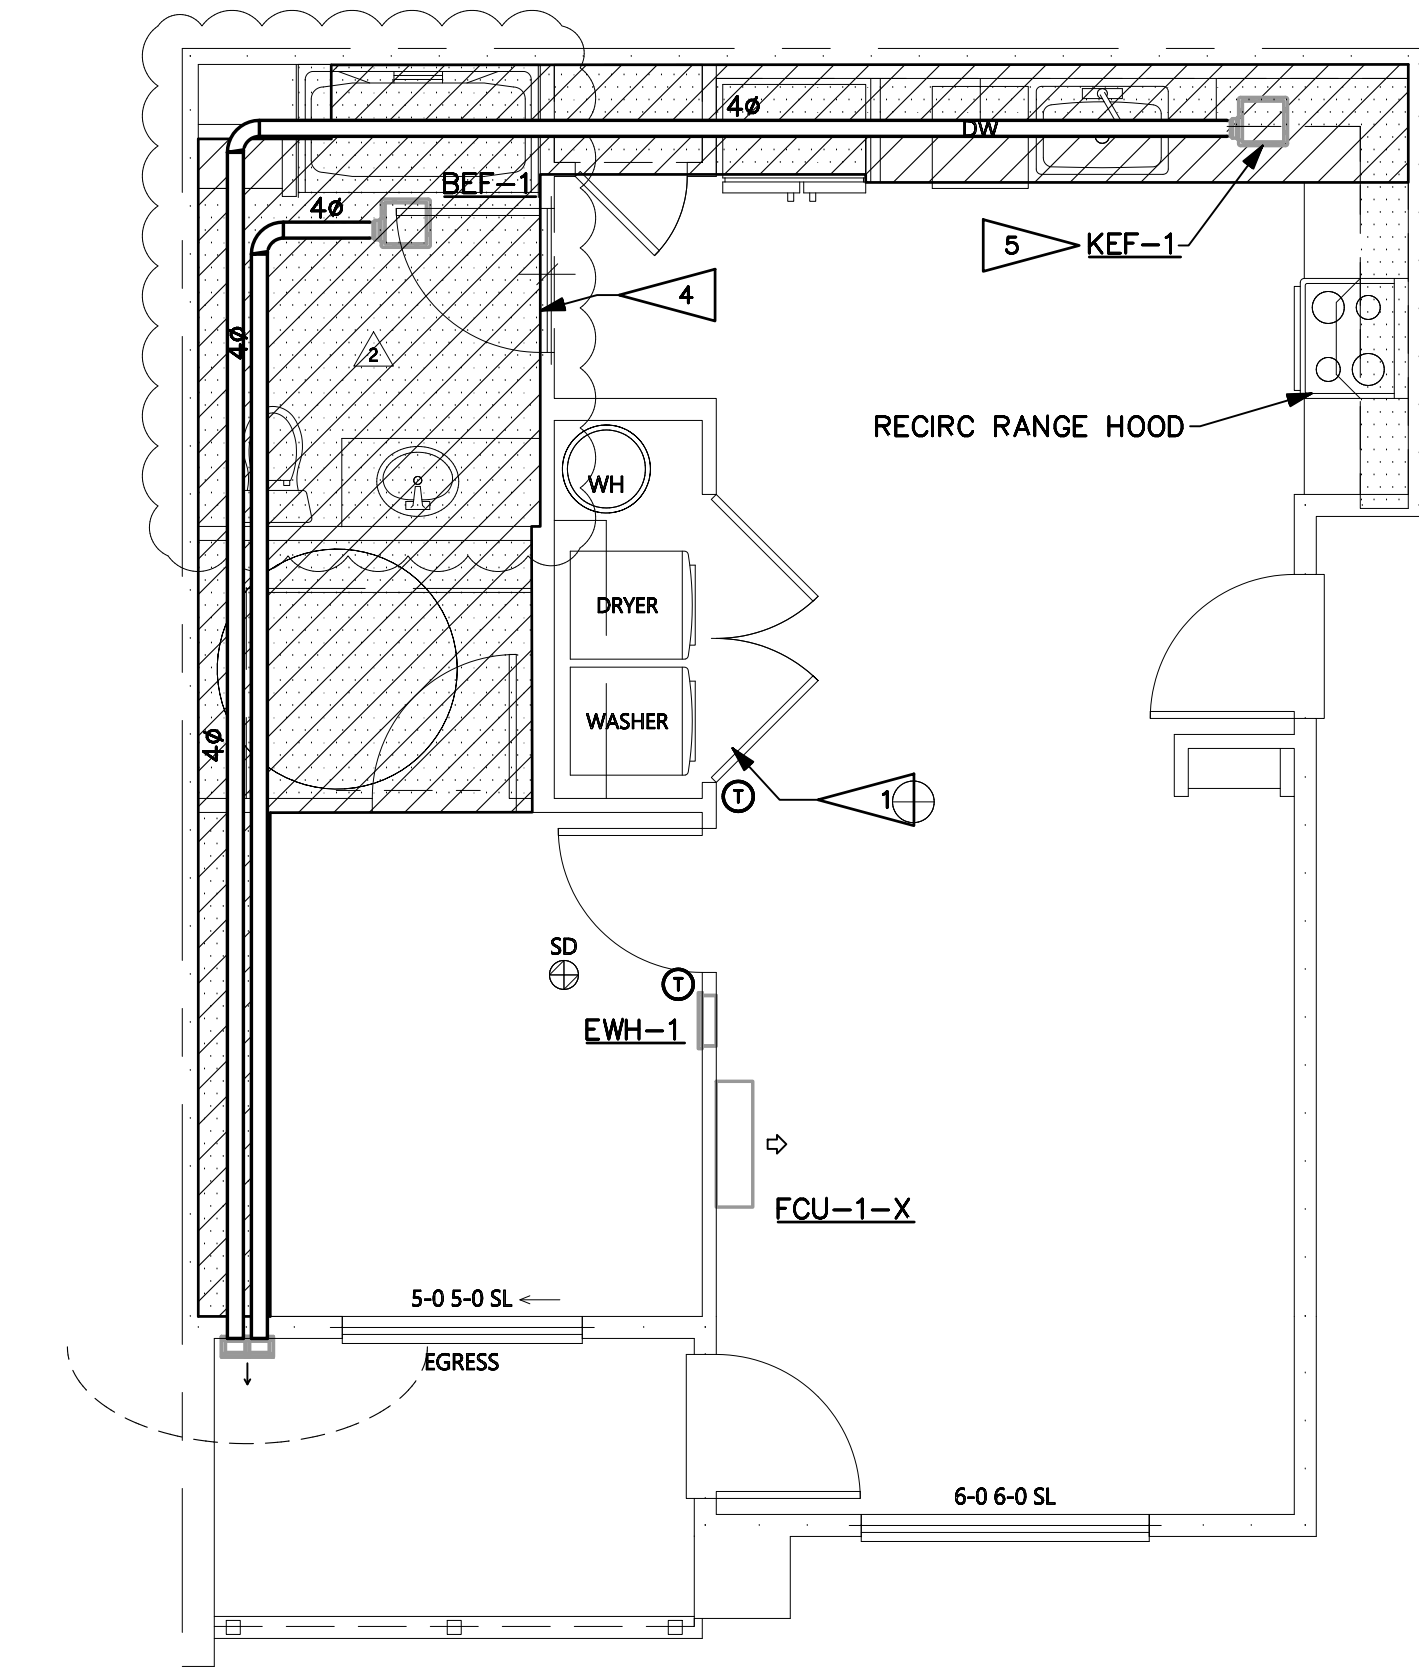 4ø
DW
BEF-1
4ø
5
KEF-1
4
4ø
2
RECIRC RANGE HOOD
WH
DRYER
WASHER
4ø
T
1
SD
T
EWH-1
FCU-1-X
5-0 5-0 SL
EGRESS
6-0 6-0 SL